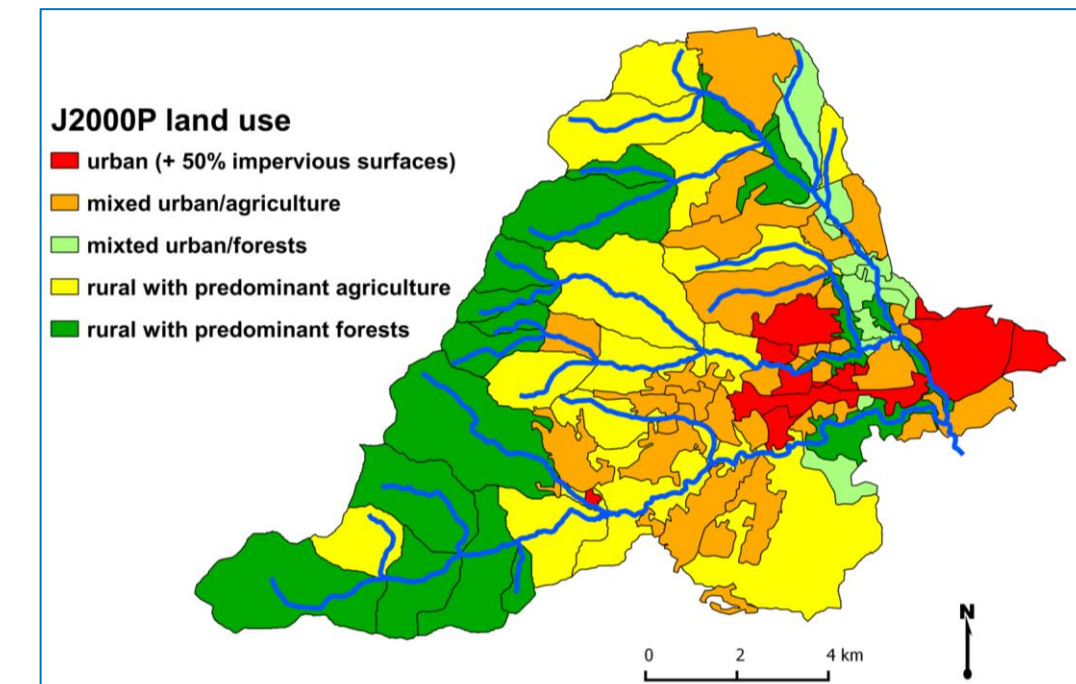 J2000P land use
urban (+ 50% impervious surfaces)
mixed urban/agriculture
mixted urban/forests
rural with predominant agriculture
rural with predominant forests
N
0 2 4 km